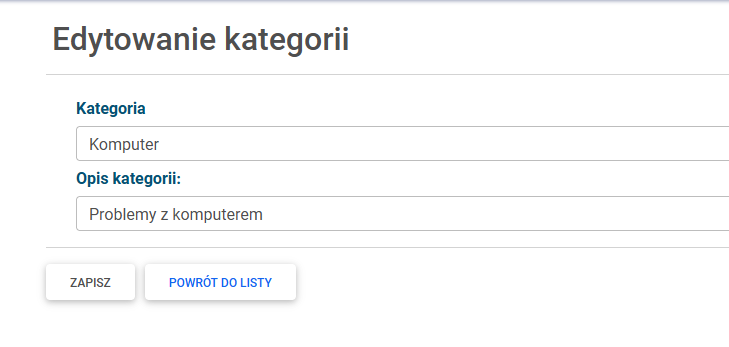 Edytowanie kategorii
Kategoria
Komputer
Opis kategorii:
Problemy z komputerem
ZAPISZ POWRÓT DO LISTY